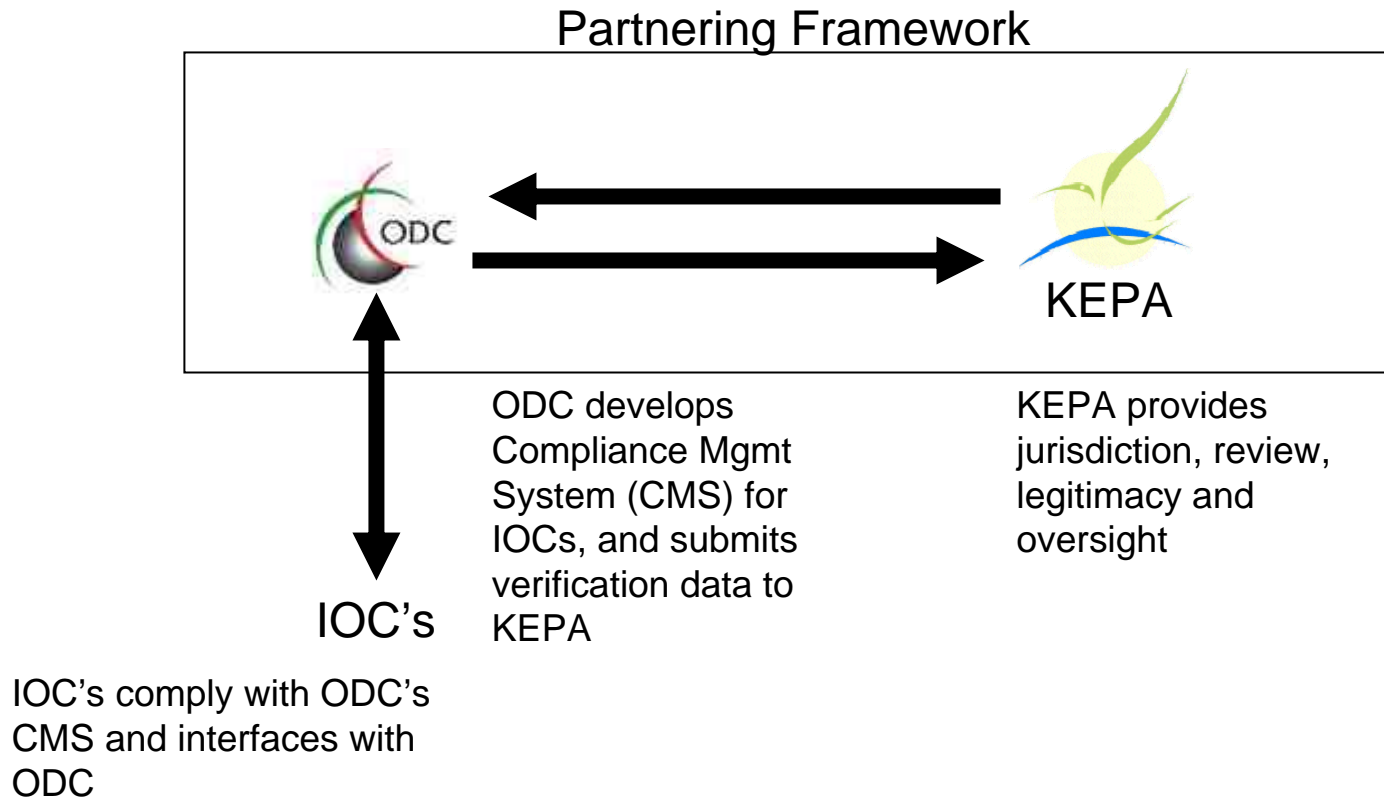 Partnering Framework
ODC
KEPA
ODC develops
Compliance Mgmt
System (CMS) for
IOCs, and submits
verification data to
KEPA
KEPA provides
jurisdiction, review,
legitimacy and
oversight
IOC’s
IOC’s comply with ODC’s
CMS and interfaces with
ODC